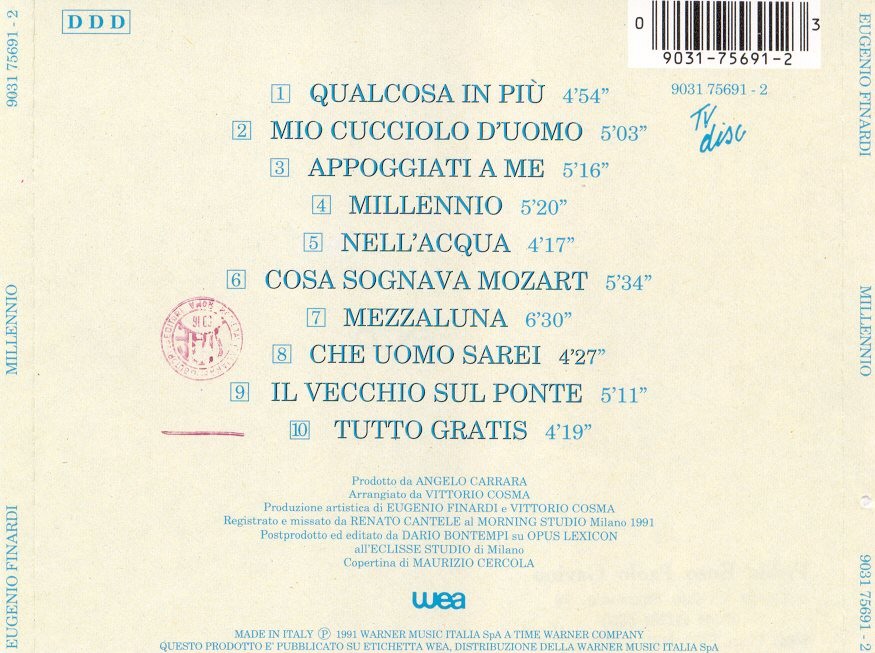 DDD
0
3
9031-75691-2
9031 75691 - 2
TV
disc
1 QUALCOSA IN PIÙ 4'54"
2 MIO CUCCIOLO D'UOMO 5'03"
3 APPOGGIATI A ME 5'16"
4 MILLENNIO 5'20"
5 NELL'ACQUA 4'17"
6 COSA SOGNAVA MOZART 5'34"
7 MEZZALUNA 6'30"
8 CHE UOMO SAREI 4'27"
9 IL VECCHIO SUL PONTE 5'11"
10 TUTTO GRATIS 4'19"
Prodotto da ANGELO CARRARA
Arrangiato da VITTORIO COSMA
Produzione artistica di EUGENIO FINARDI e VITTORIO COSMA
Registrato e missato da RENATO CANTELE al MORNING STUDIO Milano 1991
Postprodotto ed editato da DARIO BONTEMPI su OPUS LEXICON
all'ECLISSE STUDIO di Milano
Copertina di MAURIZIO CERCOLA
wea
MADE IN ITALY Ⓟ 1991 WARNER MUSIC ITALIA SpA A TIME WARNER COMPANY
QUESTO PRODOTTO E' PUBBLICATO SU ETICHETTA WEA, DISTRIBUZIONE DELLA WARNER MUSIC ITALIA SpA
EUGENIO FINARDI MILLENNIO 9031 75691 - 2
EUGENIO FINARDI MILLENNIO 9031 75691 - 2